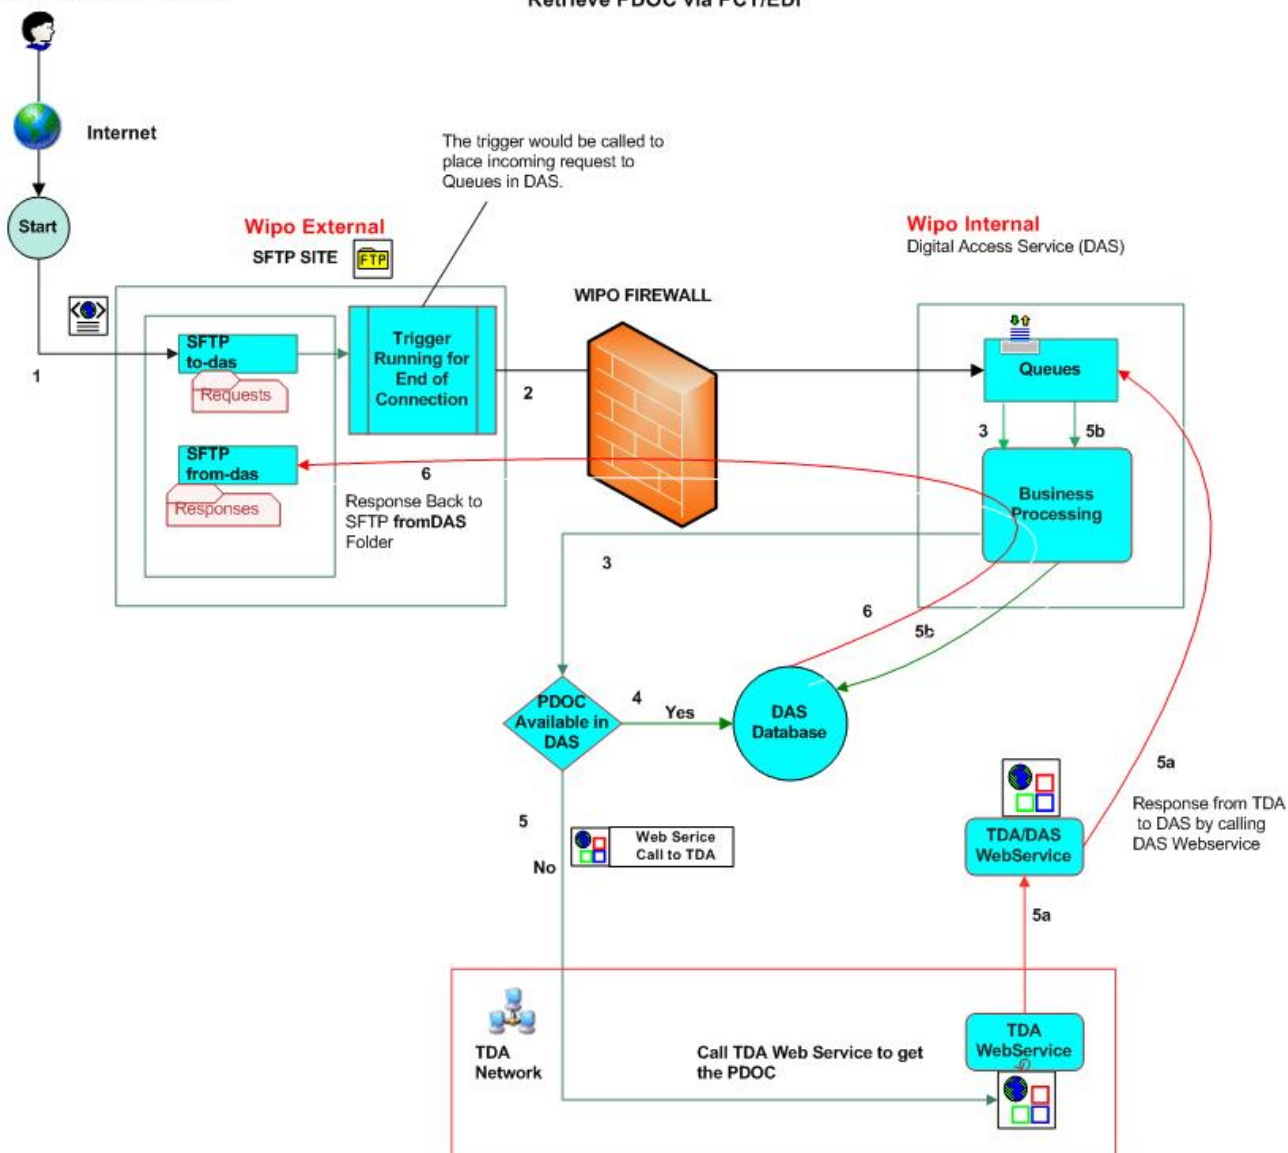 Retrieve PDOC via PCT/EDI
Internet
The trigger would be called to
place incoming request to
Queues in DAS.
Start
Wipo External
SFTP SITE
FTP
Wipo Internal
Digital Access Service (DAS)
WIPO FIREWALL
SFTP
to-das
Requests
Trigger
Running for
End of
Connection
Queues
1
2
3
5b
SFTP
from-das
Responses
6
Response Back to
SFTP fromDAS
Folder
Business
Processing
3
6
5b
PDOC
Available in
DAS
4
Yes
DAS
Database
5
No
Web Serice
Call to TDA
5a
Response from TDA
to DAS by calling
DAS Webservice
TDA/DAS
WebService
5a
TDA
Network
Call TDA Web Service to get
the PDOC
TDA
WebService